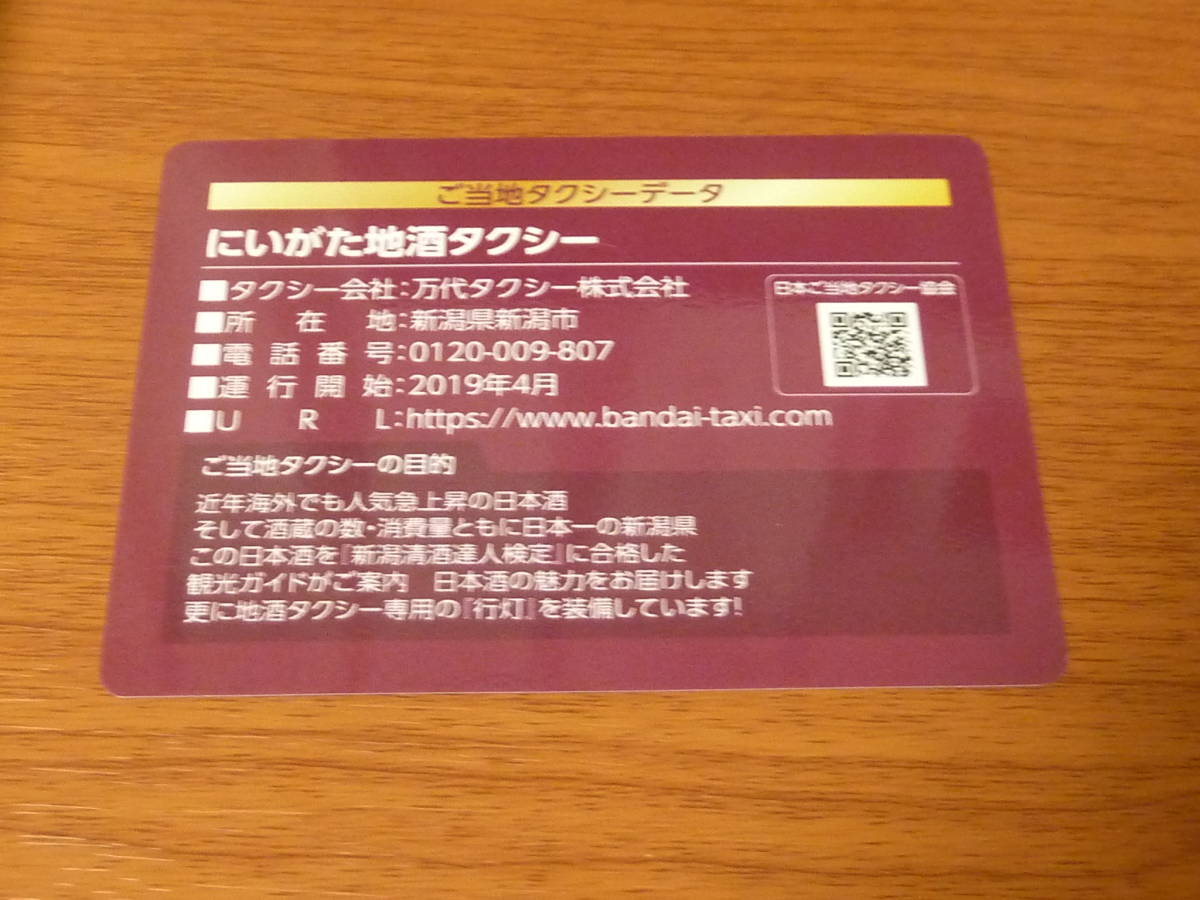 ご当地タクシーデータ
にいがた地酒タクシー
■タクシー会社:万代タクシー株式会社
■所在地:新潟県新潟市
■電話番号:0120-009-807
■運行開始:2019年4月
■URL:https://www.bandai-taxi.com
日本ご当地タクシー協会
ご当地タクシーの目的
近年海外でも人気急上昇の日本酒
そして酒蔵の数・消費量ともに日本一の新潟県
この日本酒を『新潟清酒達人検定』に合格した
観光ガイドがご案内 日本酒の魅力をお届けします
更に地酒タクシー専用の『行灯』を装備しています!